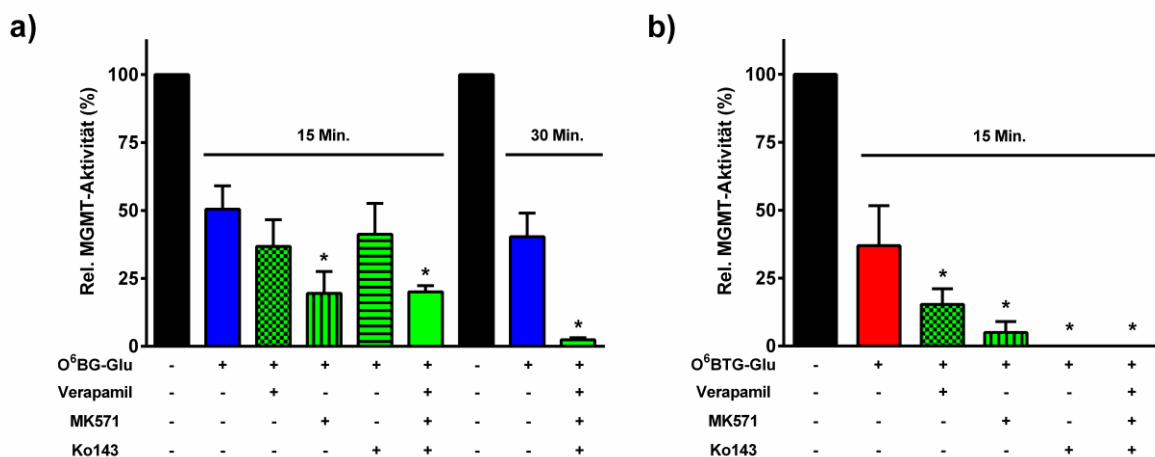 a)
Rel. MGMT-Aktivität (%)
100
75
50
25
0
15 Min.
30 Min.
*
*
*
O⁶BG-Glu - + + + + + - + +
Verapamil - - + - - + - - +
MK571 - - - + - + - - +
Ko143 - - - - + + - - +
b)
Rel. MGMT-Aktivität (%)
100
75
50
25
0
15 Min.
*
*
*
*
O⁶BTG-Glu - + + + + +
Verapamil - - + - - +
MK571 - - - + - +
Ko143 - - - - + +